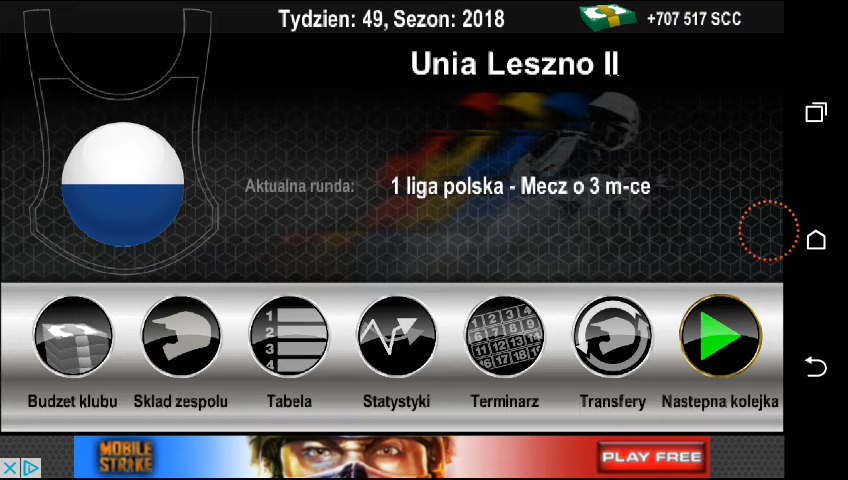 Tydzien: 49, Sezon: 2018
+707 517 SCC
Unia Leszno II
Aktualna runda:
1 liga polska - Mecz o 3 m-ce
Budzet klubu
Sklad zespolu
Tabela
Statystyki
Terminarz
Transfery
Nastepna kolejka
MOBILE
STRIKE
PLAY FREE